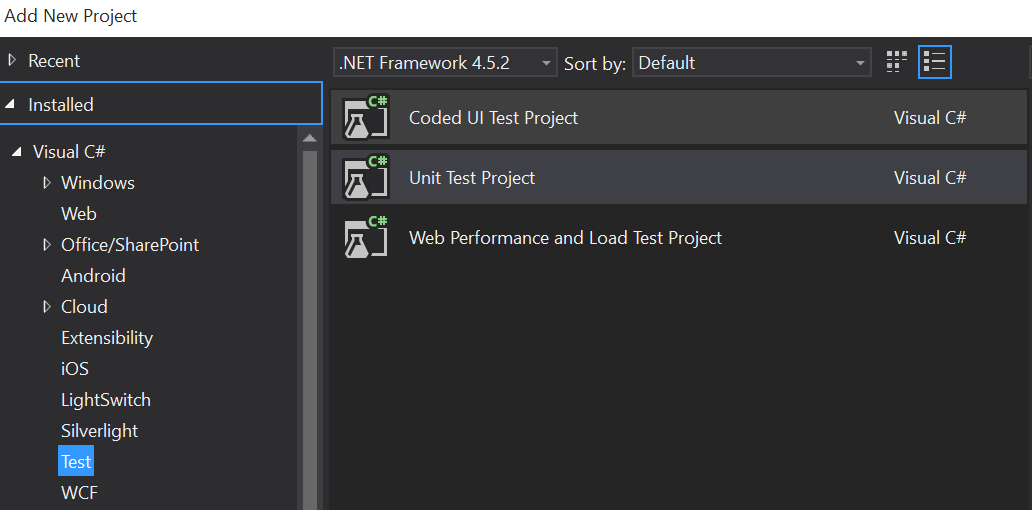 Add New Project
Recent
Installed
Visual C#
Windows
Web
Office/SharePoint
Android
Cloud
Extensibility
iOS
LightSwitch
Silverlight
Test
WCF
.NET Framework 4.5.2 Sort by: Default
C# Coded UI Test Project Visual C#
C# Unit Test Project Visual C#
C# Web Performance and Load Test Project Visual C#